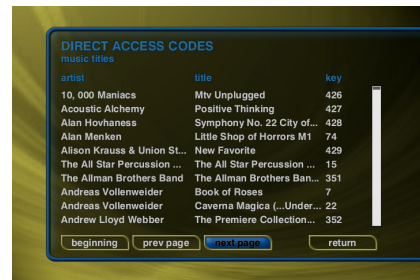 DIRECT ACCESS CODES
music titles
artist title key
10, 000 Maniacs Mtv Unplugged 426
Acoustic Alchemy Positive Thinking 427
Alan Hovhaness Symphony No. 22 City of... 428
Alan Menken Little Shop of Horrors M1 74
Alison Krauss & Union St... New Favorite 429
The All Star Percussion ... The All Star Percussion ... 15
The Allman Brothers Band The Allman Brothers Ban... 351
Andreas Vollenweider Book of Roses 7
Andreas Vollenweider Caverna Magica (...Under... 22
Andrew Lloyd Webber The Premiere Collection... 352
beginning prev page next page return